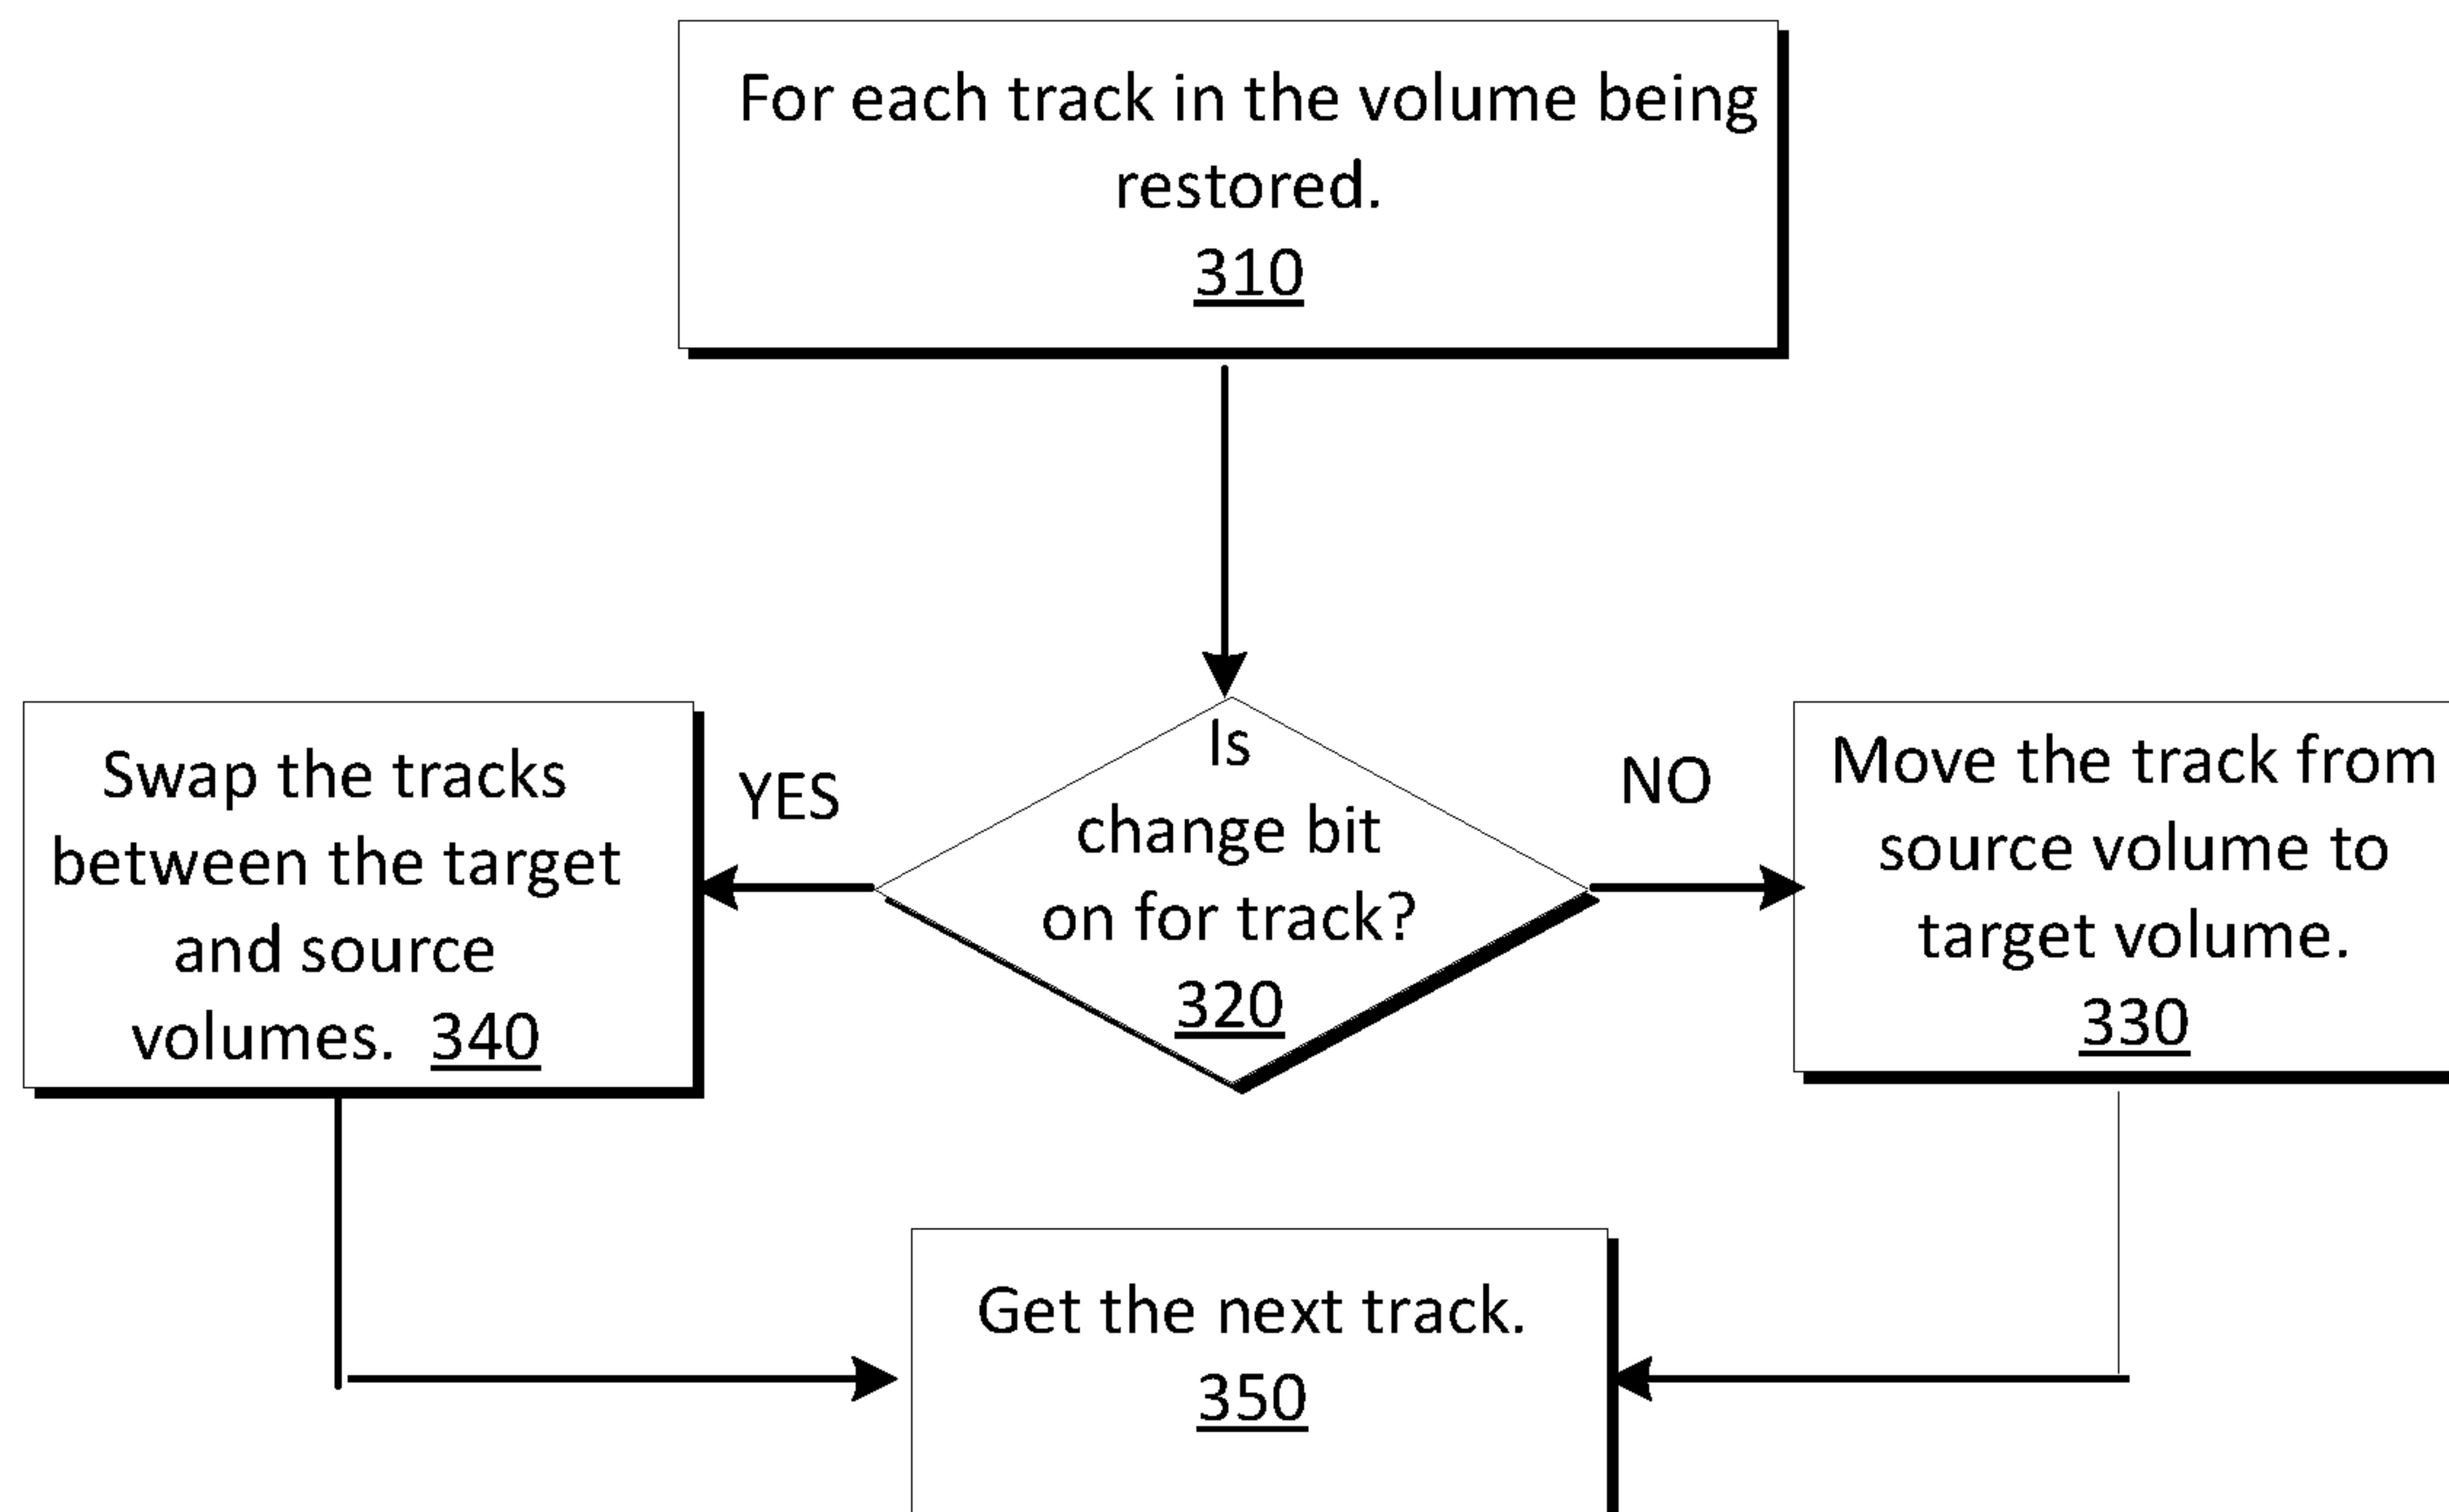 For each track in the volume being
restored.
310
Is
change bit
on for track?
320
YES
NO
Swap the tracks
between the target
and source
volumes. 340
Move the track from
source volume to
target volume.
330
Get the next track.
350